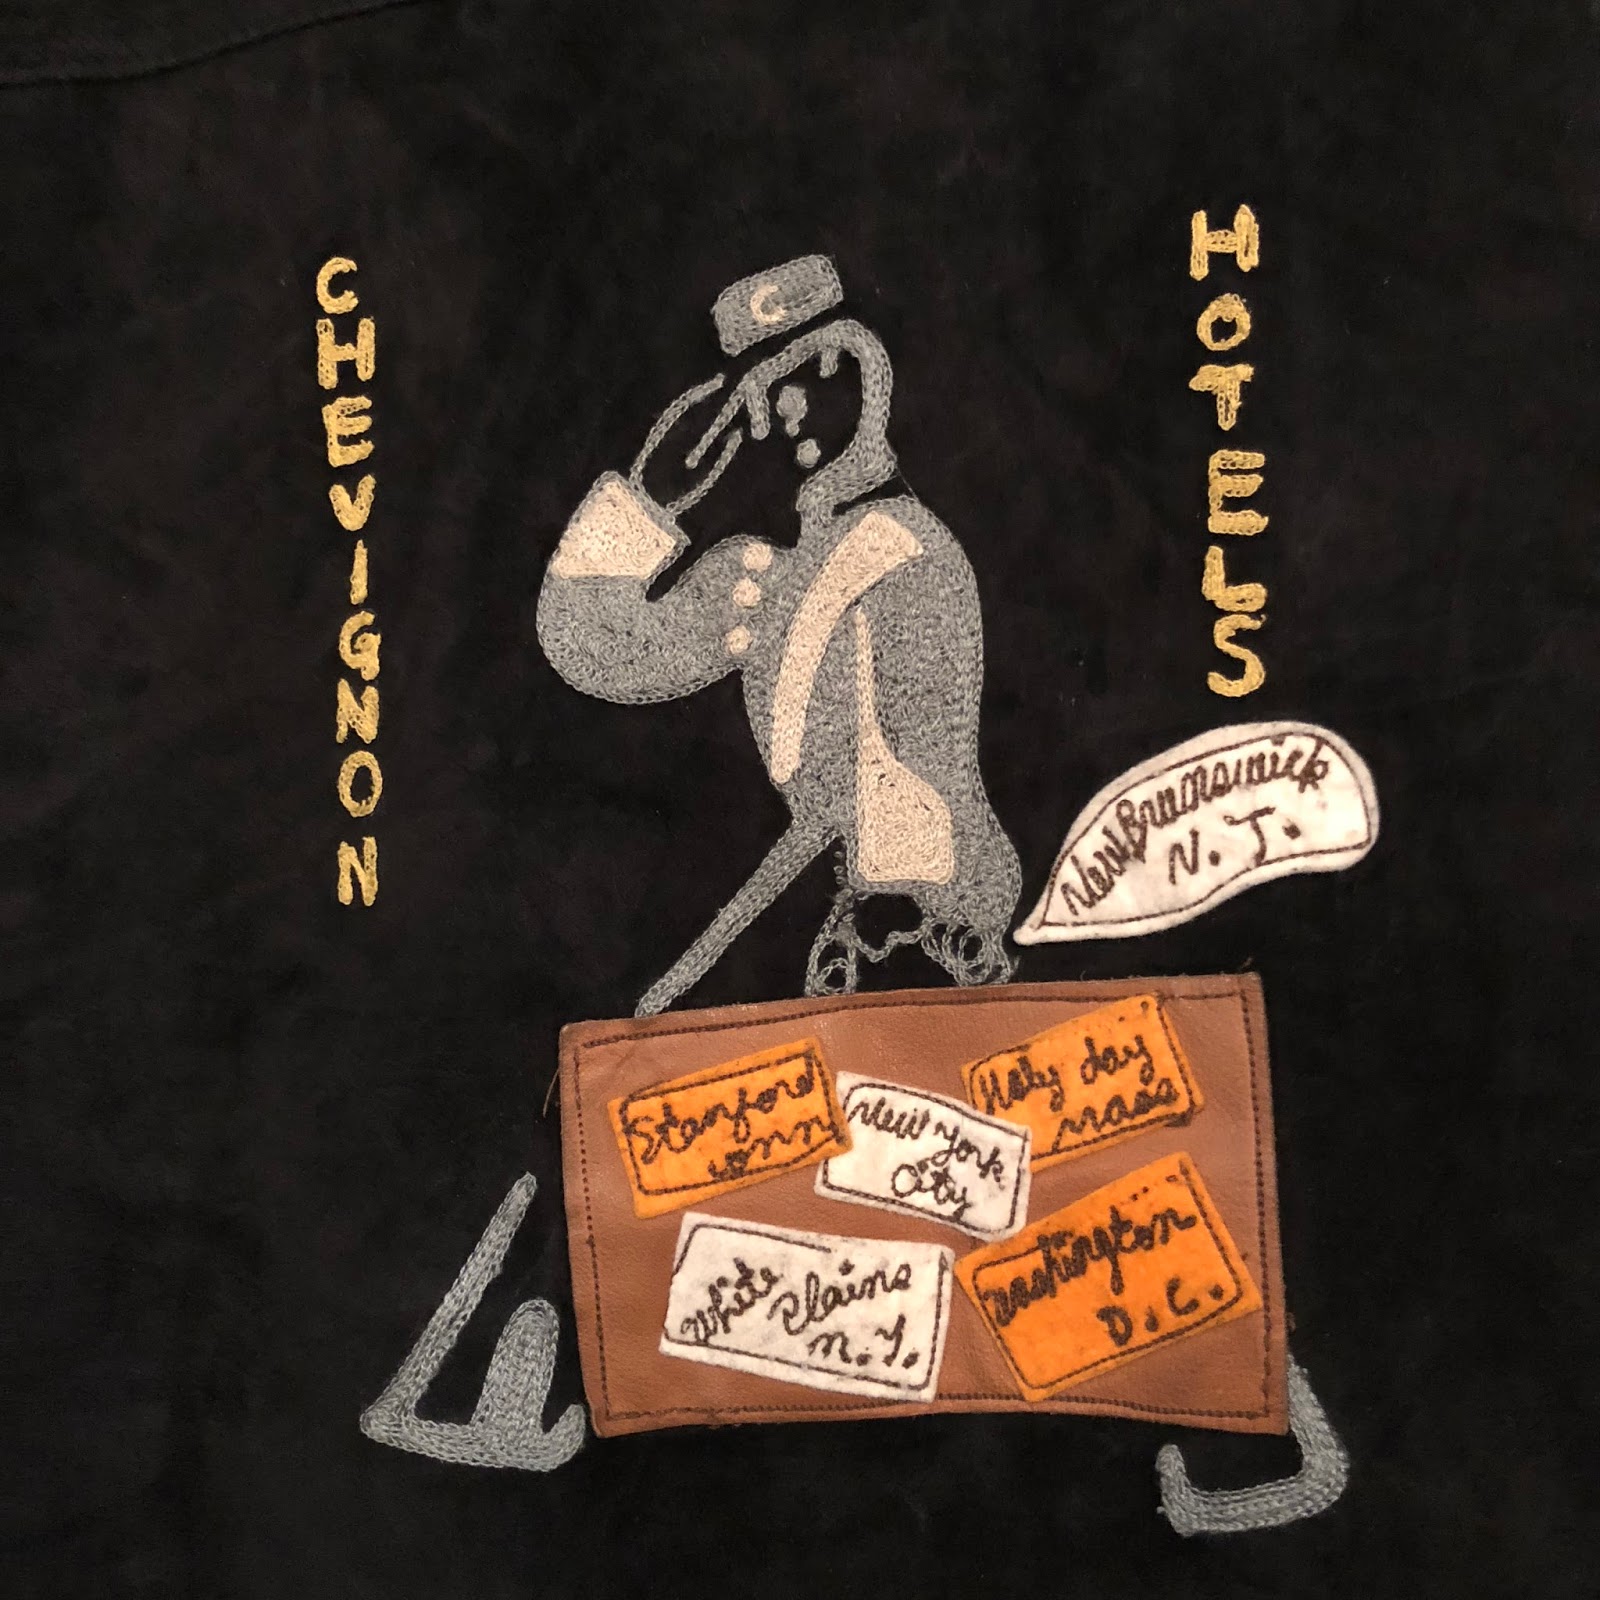 CHEVIGNON
HOTELS
C
New Brunswick
N. J.
Stanford
conn
New York
City
Holy day
mass
White Plains
N.Y.
Washington
D.C.